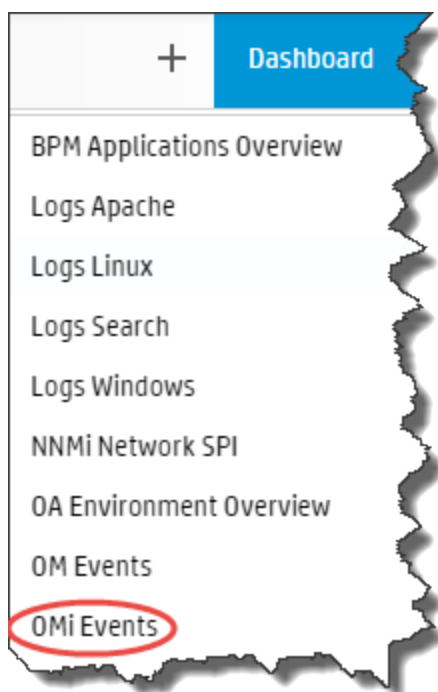 + Dashboard
BPM Applications Overview
Logs Apache
Logs Linux
Logs Search
Logs Windows
NNMi Network SPI
OA Environment Overview
OM Events
OMi Events